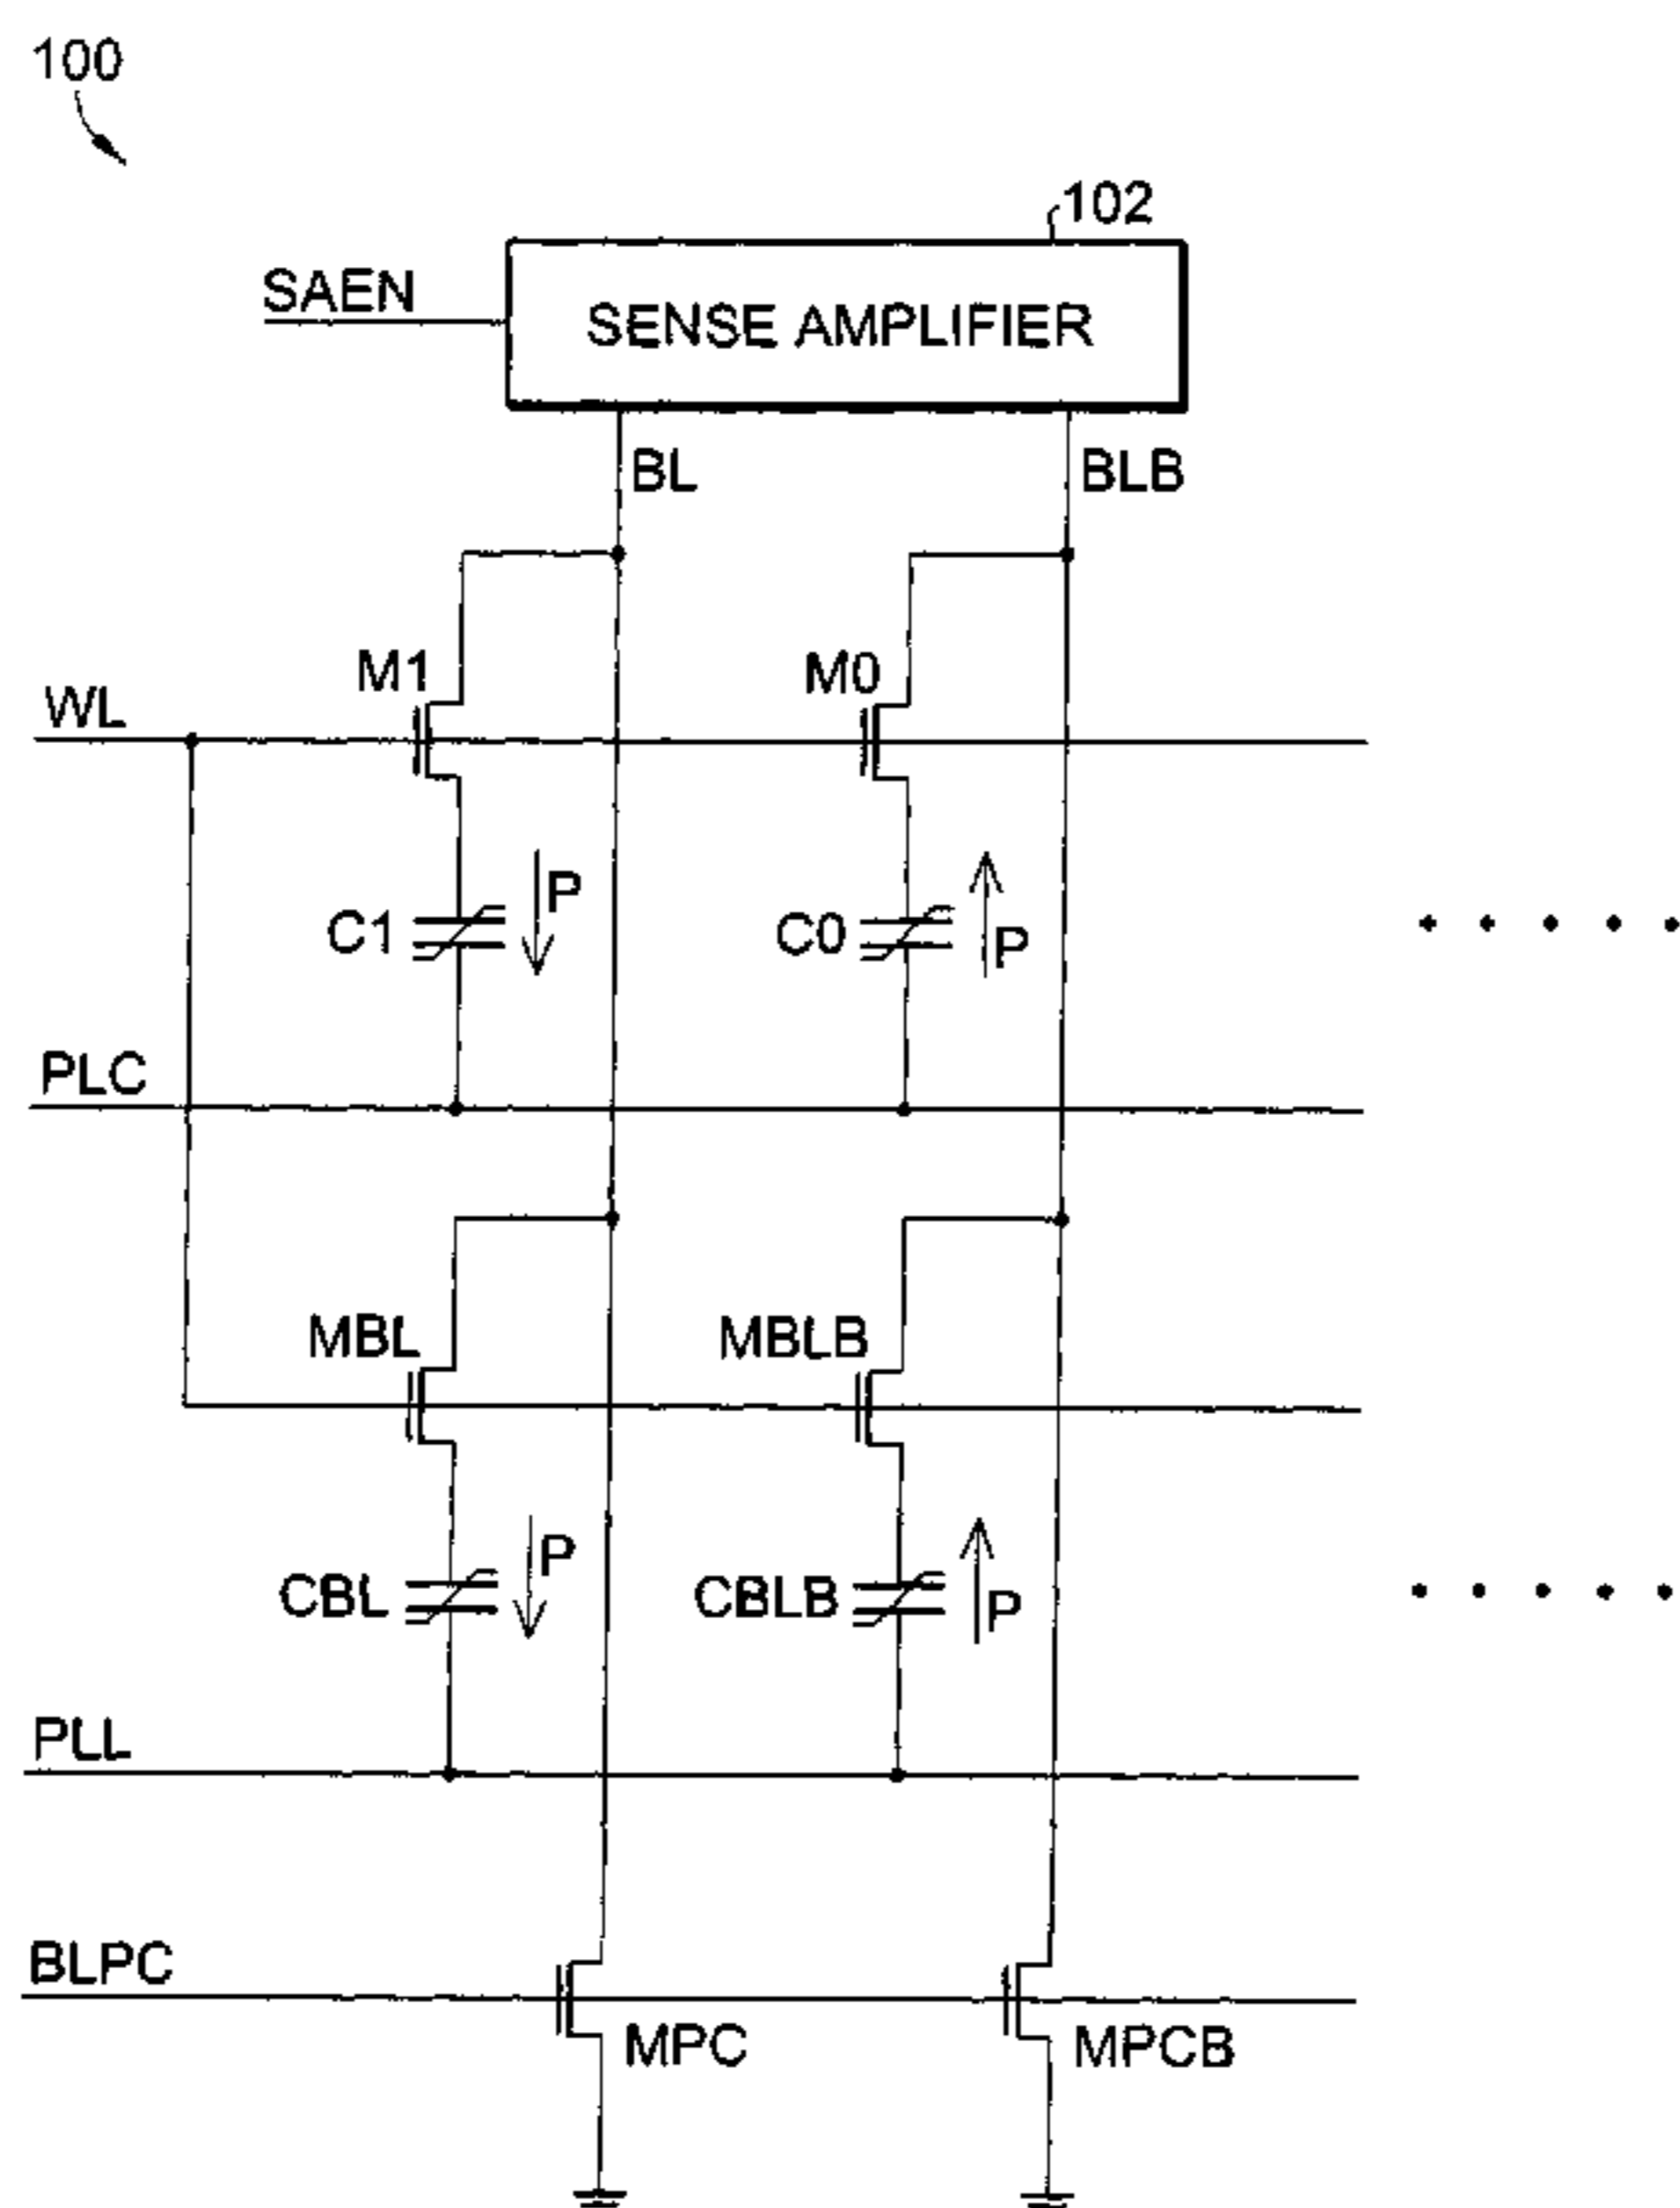 100
102
SAEN
SENSE AMPLIFIER
BL
BLB
M1
M0
WL
C1
P
C0
P
PLC
MBL
MBLB
CBL
P
CBLB
P
PLL
BLPC
MPC
MPCB